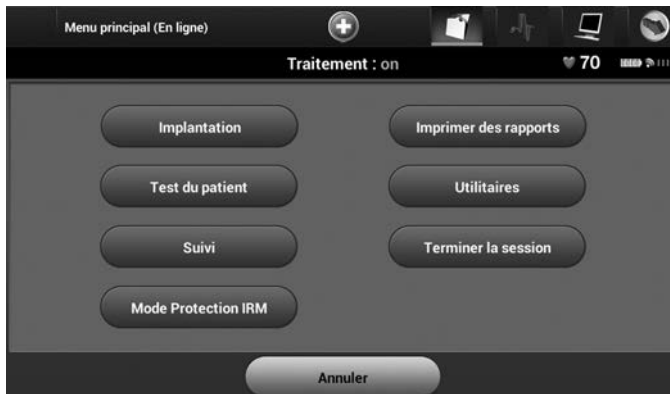 Menu principal (En ligne)
Traitement : on
70
Implantation
Imprimer des rapports
Test du patient
Utilitaires
Suivi
Terminer la session
Mode Protection IRM
Annuler